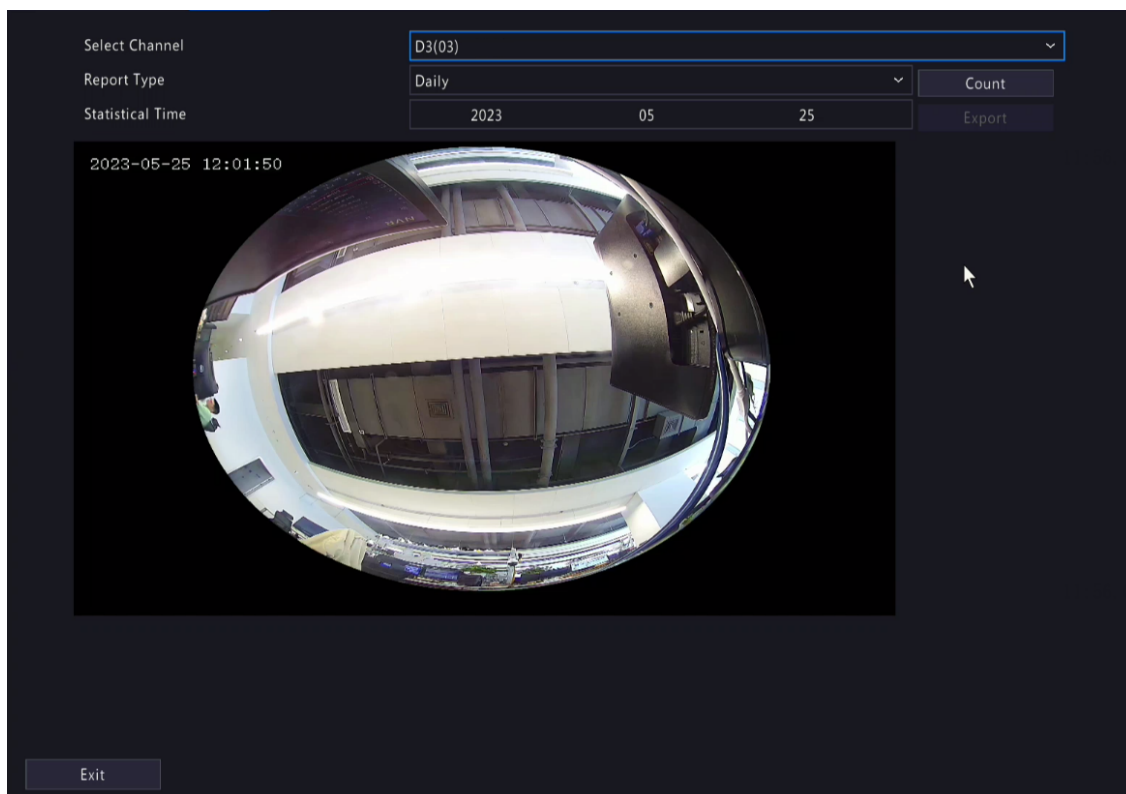 Select Channel D3(03)
Report Type Daily Count
Statistical Time 2023 05 25 Export
2023-05-25 12:01:50
NVR
Exit